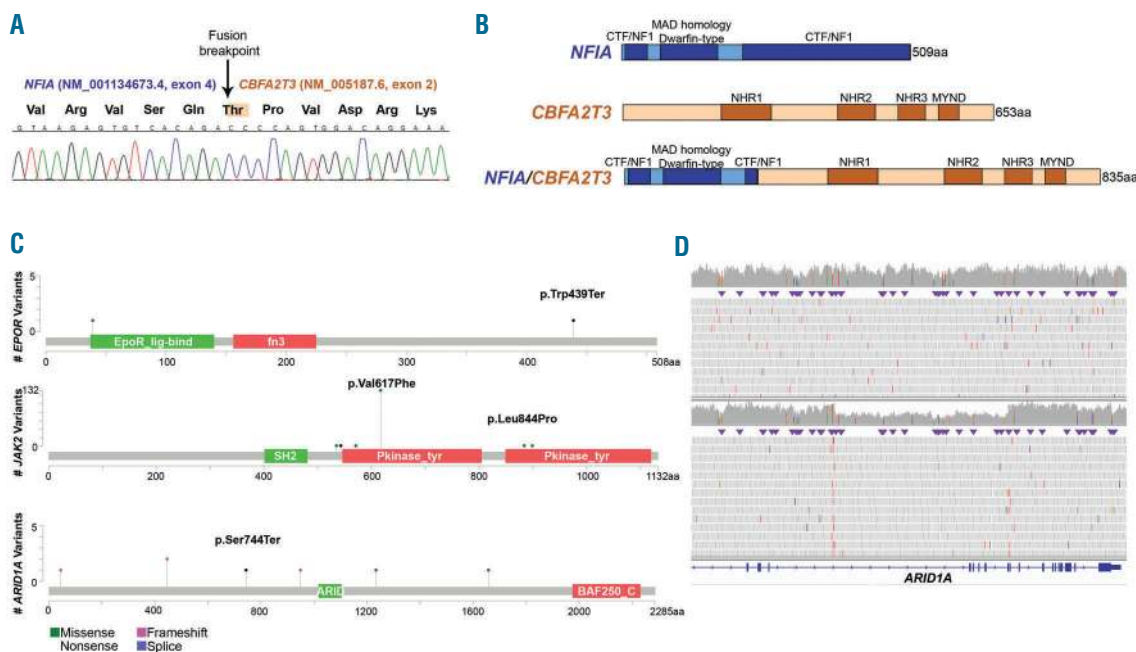 A
Fusion
breakpoint
NFIA (NM_001134673.4, exon 4) CBFA2T3 (NM_005187.6, exon 2)
Val Arg Val Ser Gln Thr Pro Val Asp Arg Lys
G T A A G A G T G T C A C A G A C C C C A G T G G A C A G G A A A
B
MAD homology
CTF/NF1 Dwarfin-type CTF/NF1
NFIA 509aa
NHR1 NHR2 NHR3 MYND
CBFA2T3 653aa
MAD homology
CTF/NF1 Dwarfin-type CTF/NF1 NHR1 NHR2 NHR3 MYND
NFIA/CBFA2T3 835aa
C
# EPOR Variants
5
0
p.Trp439Ter
EpoR_lig-bind fn3
0 100 200 300 400 508aa
# JAK2 Variants
132
0
p.Val617Phe
p.Leu844Pro
SH2 Pkinase_tyr Pkinase_tyr
0 200 400 600 800 1000 1132aa
# ARID1A Variants
5
0
p.Ser744Ter
ARID BAF250_C
0 400 800 1200 1600 2000 2285aa
Missense Frameshift
Nonsense Splice
D
ARID1A